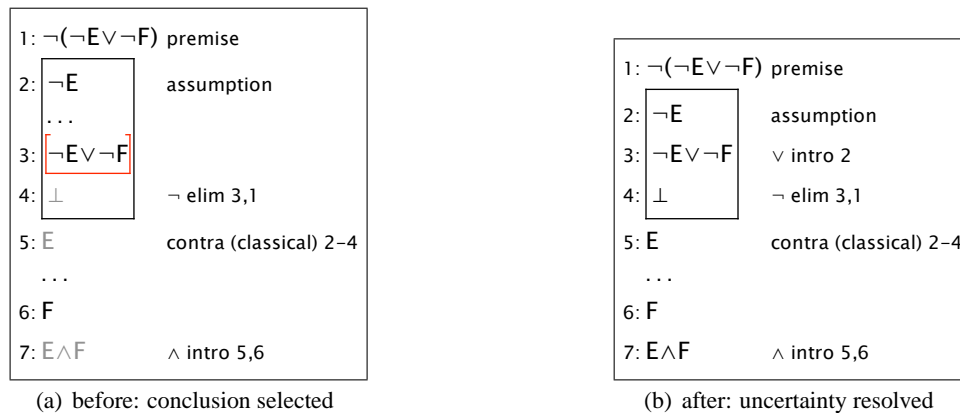 1: ¬(¬E∨¬F) premise
2: ¬E assumption
...
3: ¬E∨¬F
4: ⊥ ¬ elim 3,1
5: E contra (classical) 2–4
...
6: F
7: E∧F ∧ intro 5,6
(a) before: conclusion selected
1: ¬(¬E∨¬F) premise
2: ¬E assumption
3: ¬E∨¬F ∨ intro 2
4: ⊥ ¬ elim 3,1
5: E contra (classical) 2–4
...
6: F
7: E∧F ∧ intro 5,6
(b) after: uncertainty resolved